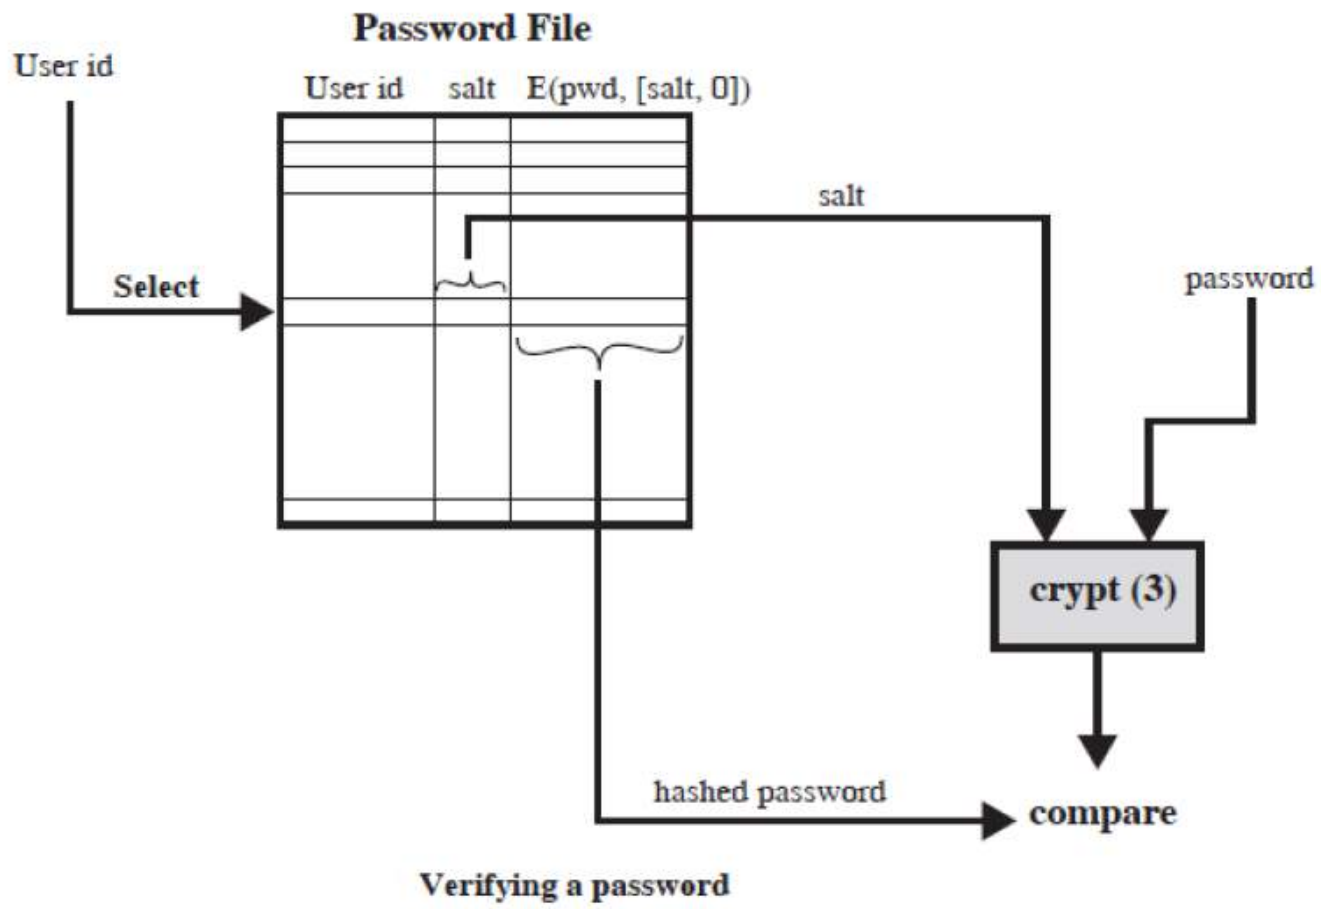 Password File
User id
User id salt E(pwd, [salt, 0])
salt
Select
password
crypt (3)
hashed password
compare
Verifying a password